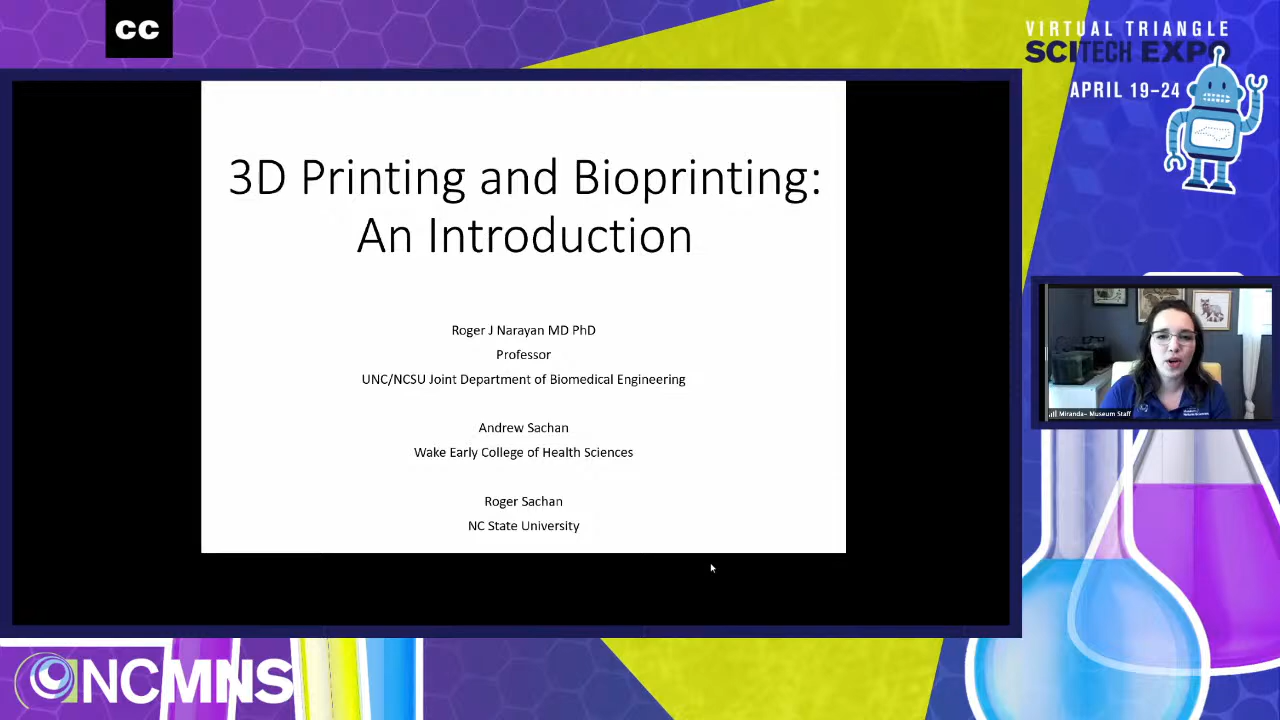 CC
VIRTUAL TRIANGLE
SCITECH EXPO
APRIL 19–24
3D Printing and Bioprinting:
An Introduction
Roger J Narayan MD PhD
Professor
UNC/NCSU Joint Department of Biomedical Engineering
Andrew Sachan
Wake Early College of Health Sciences
Roger Sachan
NC State University
Miranda- Museum Staff
NCMNS